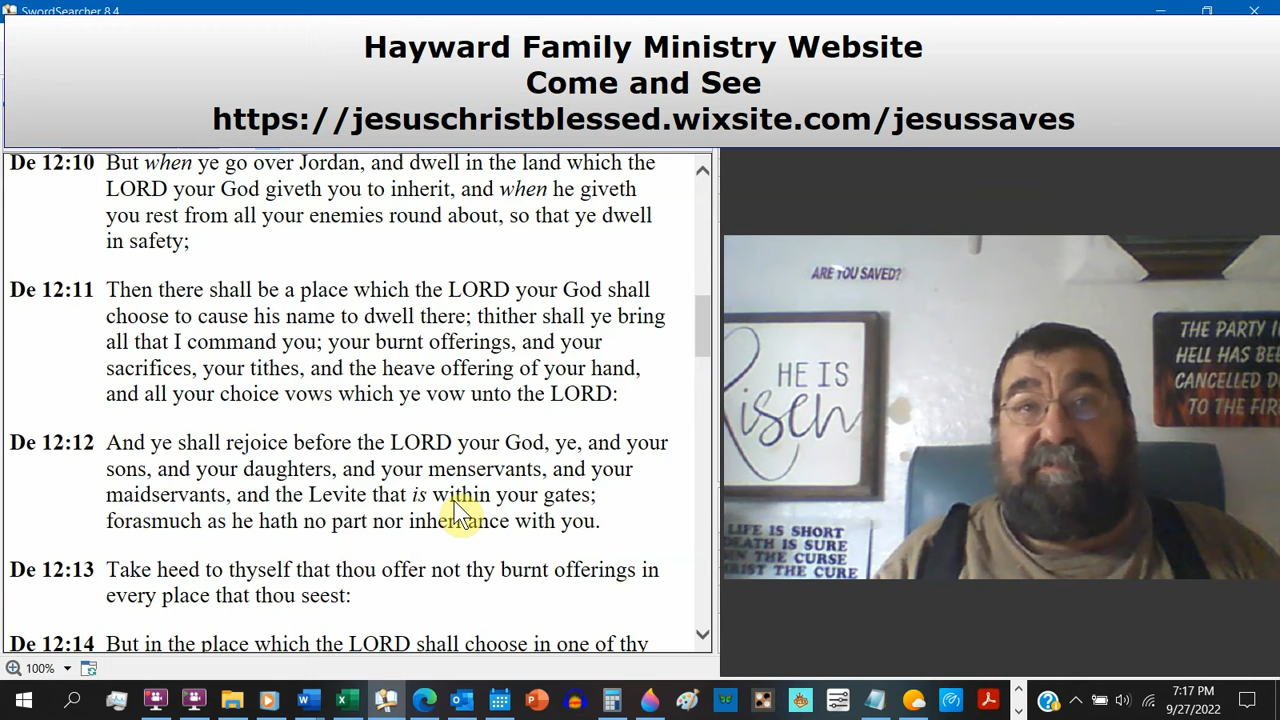 SwordSearcher 8.4
Hayward Family Ministry Website
Come and See
https://jesuschristblessed.wixsite.com/jesussaves
De 12:10 But when ye go over Jordan, and dwell in the land which the
LORD your God giveth you to inherit, and when he giveth
you rest from all your enemies round about, so that ye dwell
in safety;
De 12:11 Then there shall be a place which the LORD your God shall
choose to cause his name to dwell there; thither shall ye bring
all that I command you; your burnt offerings, and your
sacrifices, your tithes, and the heave offering of your hand,
and all your choice vows which ye vow unto the LORD:
De 12:12 And ye shall rejoice before the LORD your God, ye, and your
sons, and your daughters, and your menservants, and your
maidservants, and the Levite that is within your gates;
forasmuch as he hath no part nor inheritance with you.
De 12:13 Take heed to thyself that thou offer not thy burnt offerings in
every place that thou seest:
De 12:14 But in the place which the LORD shall choose in one of thy
100%
ARE YOU SAVED?
HE IS
Risen
THE PARTY I
HELL HAS BEE
CANCELLED D
TO THE FIR
LIFE IS SHORT
DEATH IS SURE
THE CURSE
RIST THE CURE
7:17 PM
9/27/2022